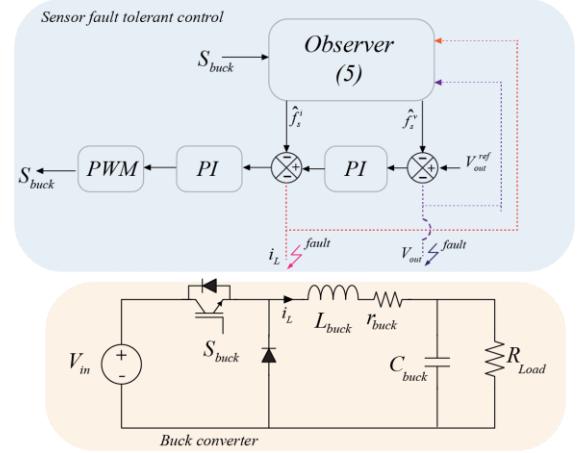 Sensor fault tolerant control
Observer
(5)
S_buck
f̂_s^i
f̂_s^v
S_buck
PWM
PI
PI
V_out^ref
− − − − +
i_L
fault
V_out
fault
V_in
+
-
S_buck
i_L
L_buck
r_buck
C_buck
R_Load
Buck converter